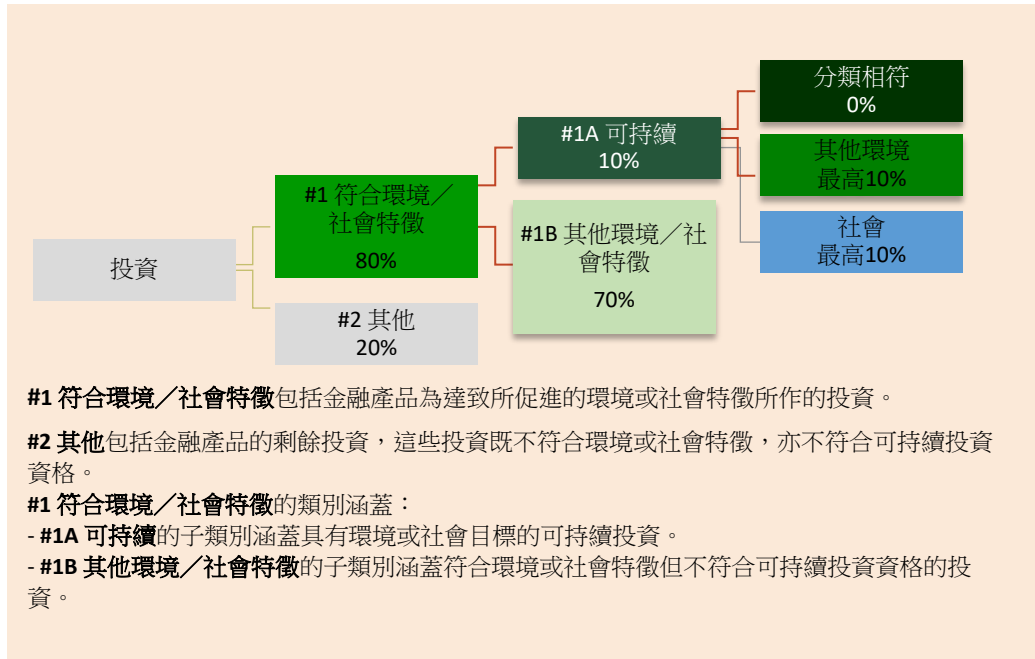 分類相符
0%
#1A 可持續
10%
其他環境
最高10%
#1 符合環境／
社會特徵
80%
#1B 其他環境／社
會特徵
70%
社會
最高10%
投資
#2 其他
20%
#1 符合環境／社會特徵包括金融產品為達致所促進的環境或社會特徵所作的投資。
#2 其他包括金融產品的剩餘投資，這些投資既不符合環境或社會特徵，亦不符合可持續投資
資格。
#1 符合環境／社會特徵的類別涵蓋：
- #1A 可持續的子類別涵蓋具有環境或社會目標的可持續投資。
- #1B 其他環境／社會特徵的子類別涵蓋符合環境或社會特徵但不符合可持續投資資格的投
資。